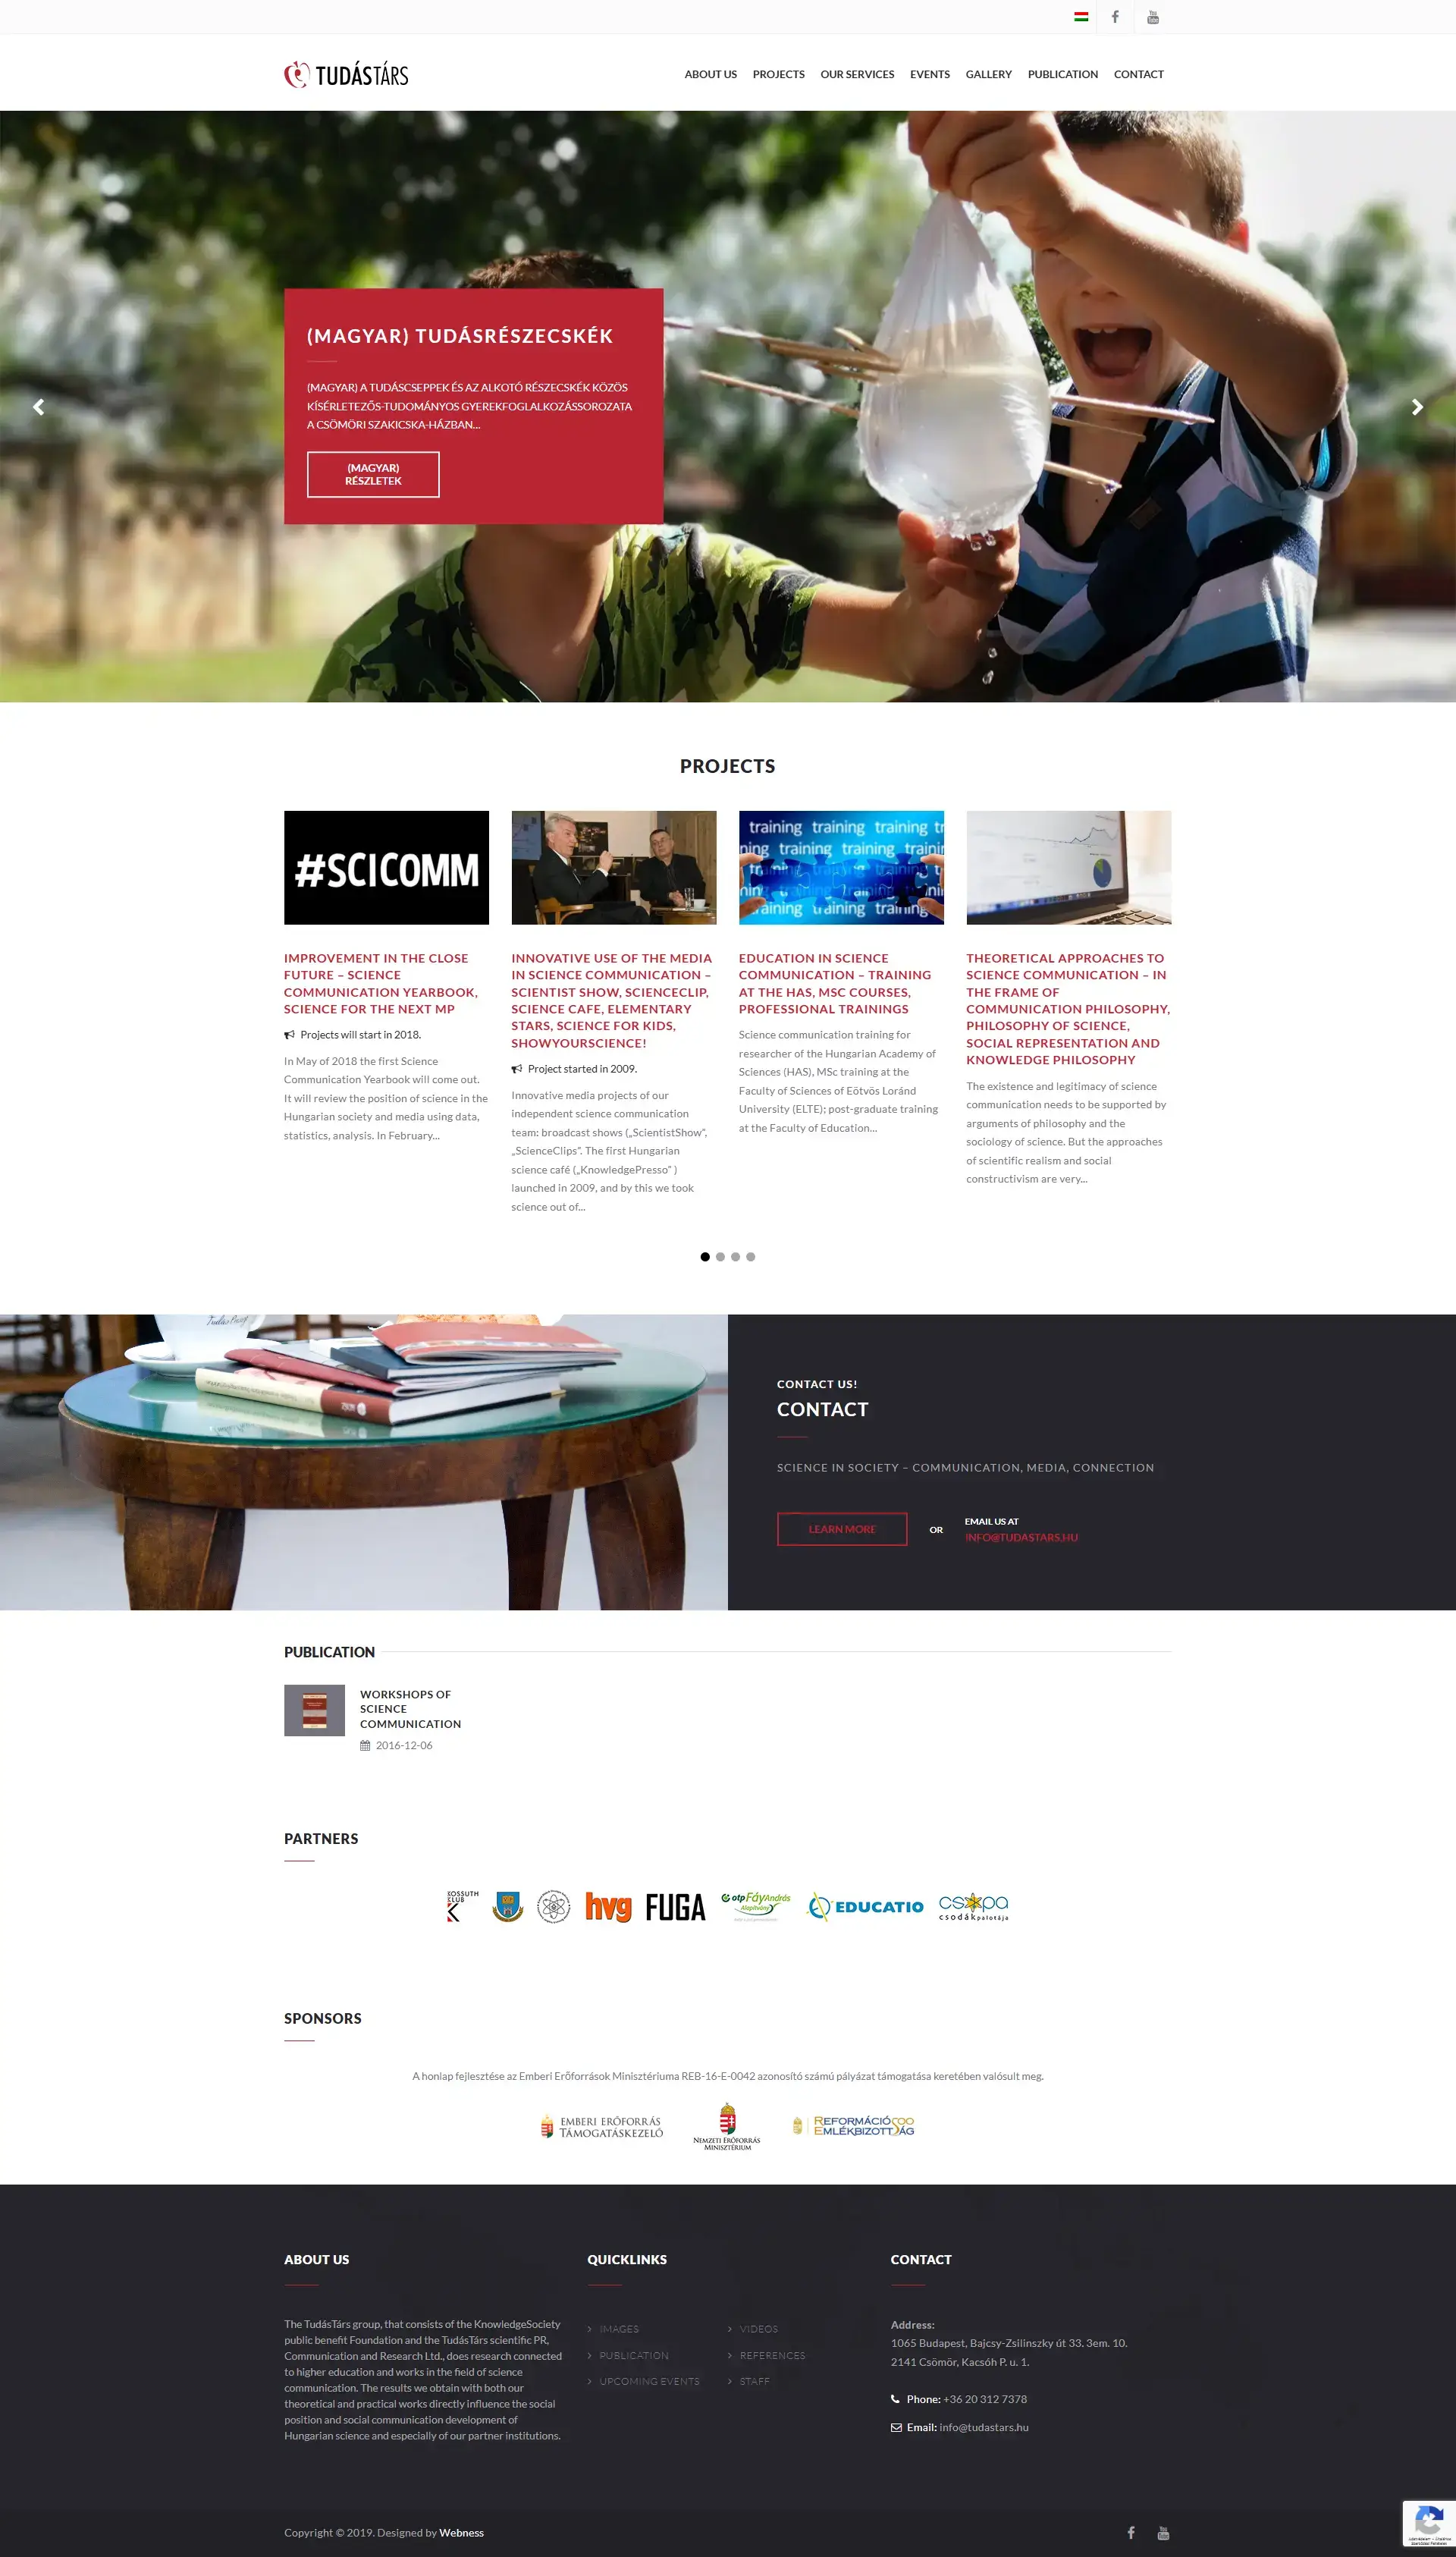 TUDÁSTÁRS
ABOUT US PROJECTS OUR SERVICES EVENTS GALLERY PUBLICATION CONTACT
(MAGYAR) TUDÁSRÉSZECSKÉK
(MAGYAR) A TUDÁSCSEPPEK ÉS AZ ALKOTÓ RÉSZECSKÉK KÖZÖS
KÍSÉRLETEZŐS-TUDOMÁNYOS GYEREKFOGLALKOZÁSSOROZATA
A CSÖMÖRI SZAKICSKA-HÁZBAN...
(MAGYAR)
RÉSZLETEK
PROJECTS
#SCICOMM
training training training
IMPROVEMENT IN THE CLOSE
FUTURE – SCIENCE
COMMUNICATION YEARBOOK,
SCIENCE FOR THE NEXT MP
Projects will start in 2018.
In May of 2018 the first Science
Communication Yearbook will come out.
It will review the position of science in the
Hungarian society and media using data,
statistics, analysis. In February...
INNOVATIVE USE OF THE MEDIA
IN SCIENCE COMMUNICATION –
SCIENTIST SHOW, SCIENCECLIP,
SCIENCE CAFE, ELEMENTARY
STARS, SCIENCE FOR KIDS,
SHOWYOURSCIENCE!
Project started in 2009.
Innovative media projects of our
independent science communication
team: broadcast shows („ScientistShow“,
„ScienceClips“. The first Hungarian
science café („KnowledgePresso” )
launched in 2009, and by this we took
science out of...
EDUCATION IN SCIENCE
COMMUNICATION – TRAINING
AT THE HAS, MSC COURSES,
PROFESSIONAL TRAININGS
Science communication training for
researcher of the Hungarian Academy of
Sciences (HAS), MSc training at the
Faculty of Sciences of Eötvös Loránd
University (ELTE); post-graduate training
at the Faculty of Education...
THEORETICAL APPROACHES TO
SCIENCE COMMUNICATION – IN
THE FRAME OF
COMMUNICATION PHILOSOPHY,
PHILOSOPHY OF SCIENCE,
SOCIAL REPRESENTATION AND
KNOWLEDGE PHILOSOPHY
The existence and legitimacy of science
communication needs to be supported by
arguments of philosophy and the
sociology of science. But the approaches
of scientific realism and social
constructivism are very...
CONTACT US!
CONTACT
SCIENCE IN SOCIETY – COMMUNICATION, MEDIA, CONNECTION
LEARN MORE
OR
EMAIL US AT
INFO@TUDASTARS.HU
PUBLICATION
WORKSHOPS OF
SCIENCE
COMMUNICATION
2016-12-06
PARTNERS
KOSSUTH
KLUB
hvg
FUGA
otp Fáy András
Alapítvány
EDUCATIO
csopa
csodák palotája
SPONSORS
A honlap fejlesztése az Emberi Erőforrások Minisztériuma REB-16-E-0042 azonosító számú pályázat támogatása keretében valósult meg.
EMBERI ERŐFORRÁS
TÁMOGATÁSKEZELŐ
NEMZETI ERŐFORRÁS
MINISZTÉRIUM
REFORMÁCIÓ 500
EMLÉKBIZOTTSÁG
ABOUT US
The TudásTárs group, that consists of the KnowledgeSociety
public benefit Foundation and the TudásTárs scientific PR,
Communication and Research Ltd., does research connected
to higher education and works in the field of science
communication. The results we obtain with both our
theoretical and practical works directly influence the social
position and social communication development of
Hungarian science and especially of our partner institutions.
QUICKLINKS
IMAGES
PUBLICATION
UPCOMING EVENTS
VIDEOS
REFERENCES
STAFF
CONTACT
Address:
1065 Budapest, Bajcsy-Zsilinszky út 33. 3em. 10.
2141 Csömör, Kacsóh P. u. 1.
Phone: +36 20 312 7378
Email: info@tudastars.hu
Copyright © 2019. Designed by Webness